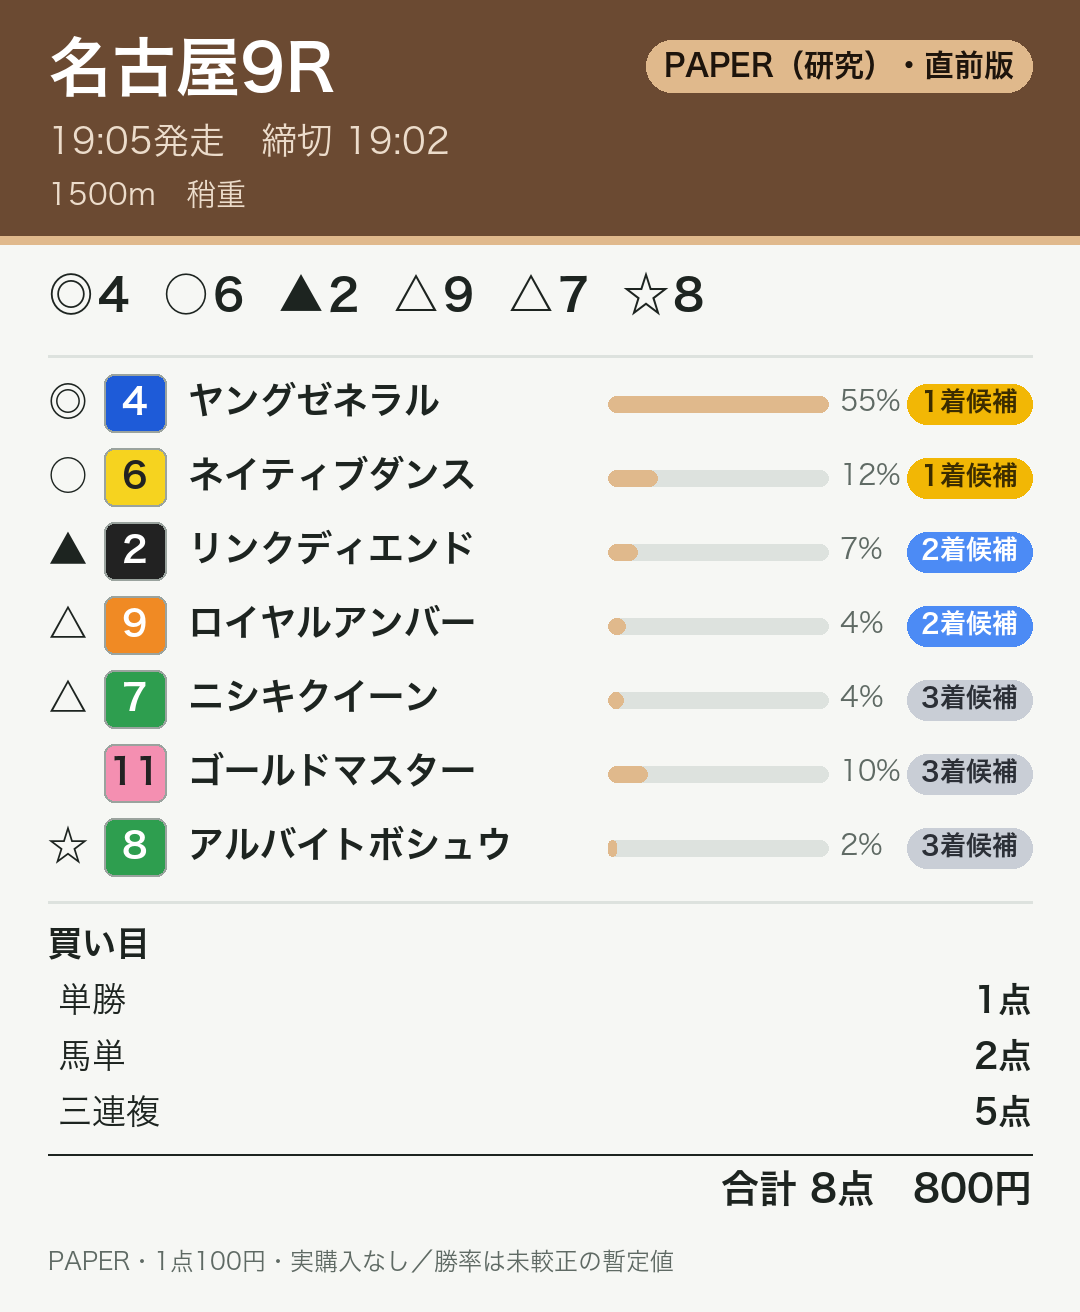 名古屋9R
PAPER（研究）・直前版
19:05発走　締切 19:02
1500m　稍重
◎4 ○6 ▲2 △9 △7 ☆8
◎ 4 ヤングゼネラル 55% 1着候補
○ 6 ネイティブダンス 12% 1着候補
▲ 2 リンクディエンド 7% 2着候補
△ 9 ロイヤルアンバー 4% 2着候補
△ 7 ニシキクイーン 4% 3着候補
11 ゴールドマスター 10% 3着候補
☆ 8 アルバイトボシュウ 2% 3着候補
買い目
単勝 1点
馬単 2点
三連複 5点
合計 8点　800円
PAPER・1点100円・実購入なし／勝率は未較正の暫定値